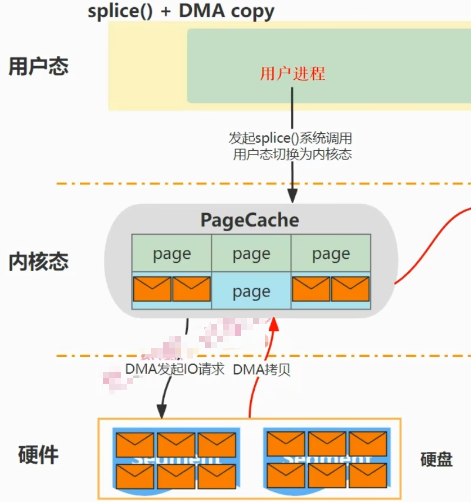 splice() + DMA copy
用户态
用户进程
发起splice()系统调用
用户态切换为内核态
PageCache
内核态
page page page
page
DMA发起IO请求 DMA拷贝
硬件
硬盘